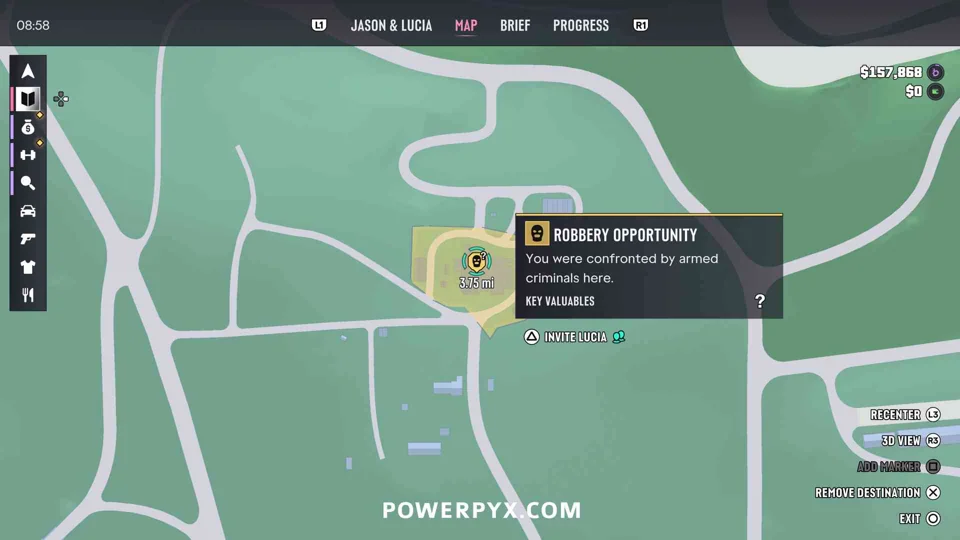 08:58
L1
JASON & LUCIA
MAP
BRIEF
PROGRESS
R1
$157,868
$0
ROBBERY OPPORTUNITY
You were confronted by armed
criminals here.
KEY VALUABLES ?
3.75 mi
INVITE LUCIA
RECENTER L3
3D VIEW R3
ADD MARKER
REMOVE DESTINATION
EXIT
POWERPYX.COM